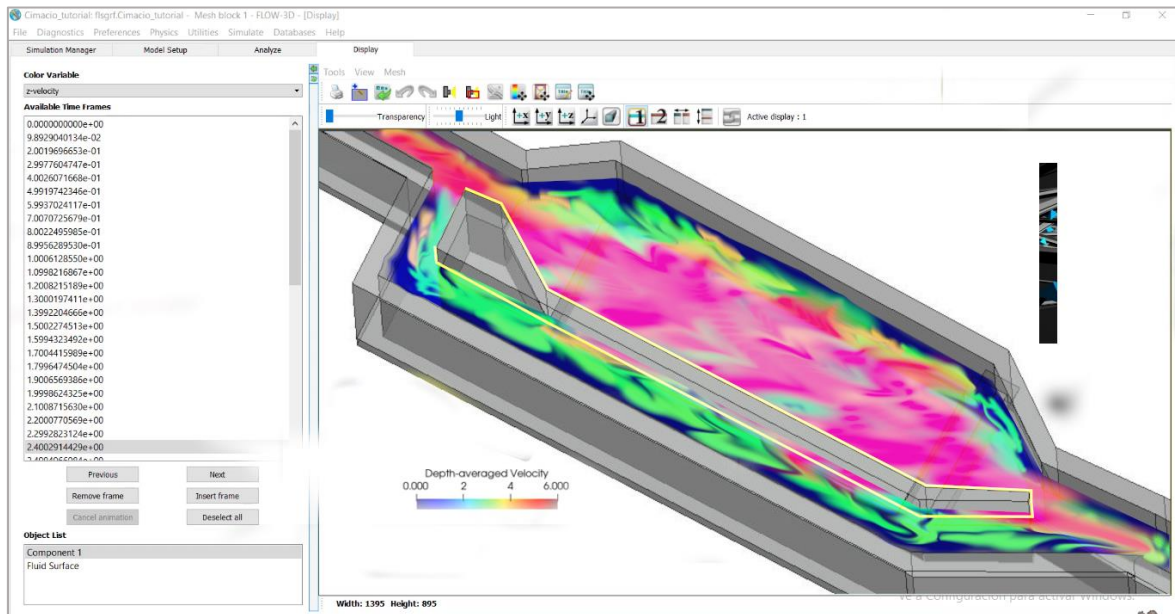 Cimacio_tutorial: flsgrf.Cimacio_tutorial - Mesh block 1 - FLOW-3D - [Display]
File Diagnostics Preferences Physics Utilities Simulate Databases Help
Simulation Manager Model Setup Analyze Display
Color Variable
z-velocity
Available Time Frames
0.0000000000e+00
9.8929040134e-02
2.0019696653e-01
2.9977604747e-01
4.0026071668e-01
4.9919742346e-01
5.9937024117e-01
7.0070725679e-01
8.0022495985e-01
8.9956289530e-01
1.0006128550e+00
1.0998216867e+00
1.2008215189e+00
1.3000197411e+00
1.3992204666e+00
1.5002274513e+00
1.5994323492e+00
1.7004415989e+00
1.7996474504e+00
1.9006569386e+00
1.9998624325e+00
2.1008715630e+00
2.2000770569e+00
2.2992823124e+00
2.4002914429e+00
Previous Next
Remove frame Insert frame
Cancel animation Deselect all
Object List
Component 1
Fluid Surface
Tools View Mesh
Transparency Light +x +y +z 1 2 Active display : 1
Depth-averaged Velocity
0.000 2 4 6.000
Width: 1395 Height: 895
Ve a Configuración para activar Windows.